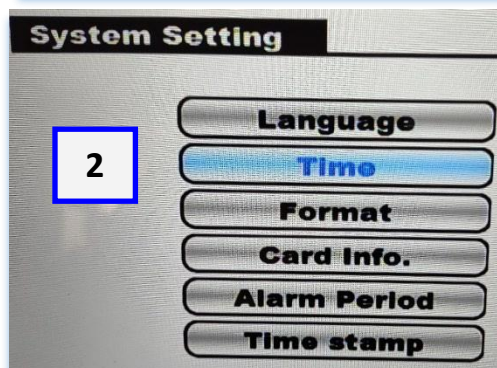 System Setting
Language
2
Time
Format
Card Info.
Alarm Period
Time stamp